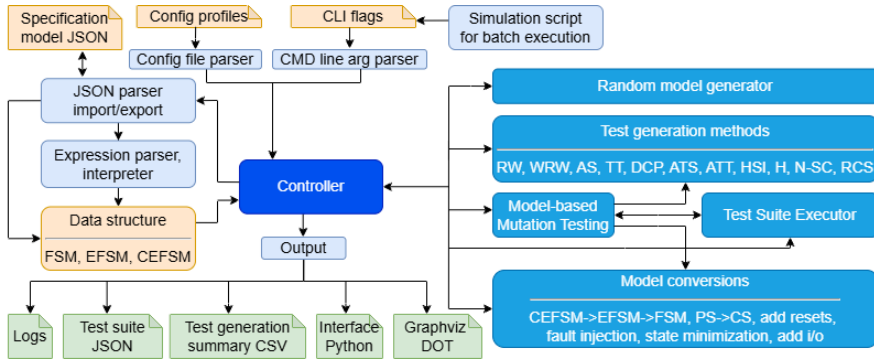 Specification
model JSON
Config profiles
CLI flags
Simulation script
for batch execution
Config file parser
CMD line arg parser
JSON parser
import/export
Expression parser,
interpreter
Data structure
FSM, EFSM, CEFSM
Controller
Output
Logs
Test suite
JSON
Test generation
summary CSV
Interface
Python
Graphviz
DOT
Random model generator
Test generation methods
RW, WRW, AS, TT, DCP, ATS, ATT, HSI, H, N-SC, RCS
Model-based
Mutation Testing
Test Suite Executor
Model conversions
CEFSM->EFSM->FSM, PS->CS, add resets,
fault injection, state minimization, add i/o